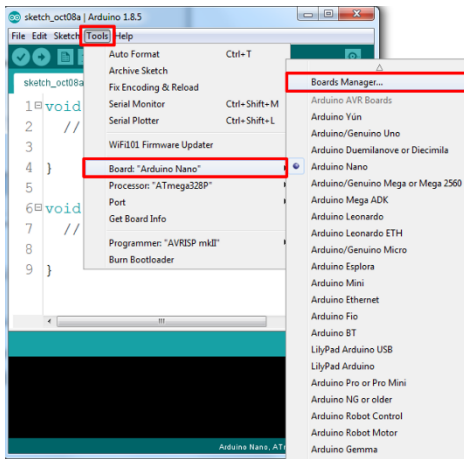 sketch_oct08a | Arduino 1.8.5
File Edit Sketch Tools Help
sketch_oct08a
1 void
2 //
3
4 }
5
6 void
7 //
8
9 }
Auto Format Ctrl+T
Archive Sketch
Fix Encoding & Reload
Serial Monitor Ctrl+Shift+M
Serial Plotter Ctrl+Shift+L
WiFi101 Firmware Updater
Board: "Arduino Nano"
Processor: "ATmega328P"
Port
Get Board Info
Programmer: "AVRISP mkII"
Burn Bootloader
Boards Manager...
Arduino AVR Boards
Arduino Yún
Arduino/Genuino Uno
Arduino Duemilanove or Diecimila
Arduino Nano
Arduino/Genuino Mega or Mega 2560
Arduino Mega ADK
Arduino Leonardo
Arduino Leonardo ETH
Arduino/Genuino Micro
Arduino Esplora
Arduino Mini
Arduino Ethernet
Arduino Fio
Arduino BT
LilyPad Arduino USB
LilyPad Arduino
Arduino Pro or Pro Mini
Arduino NG or older
Arduino Robot Control
Arduino Robot Motor
Arduino Gemma
Arduino Nano, AT